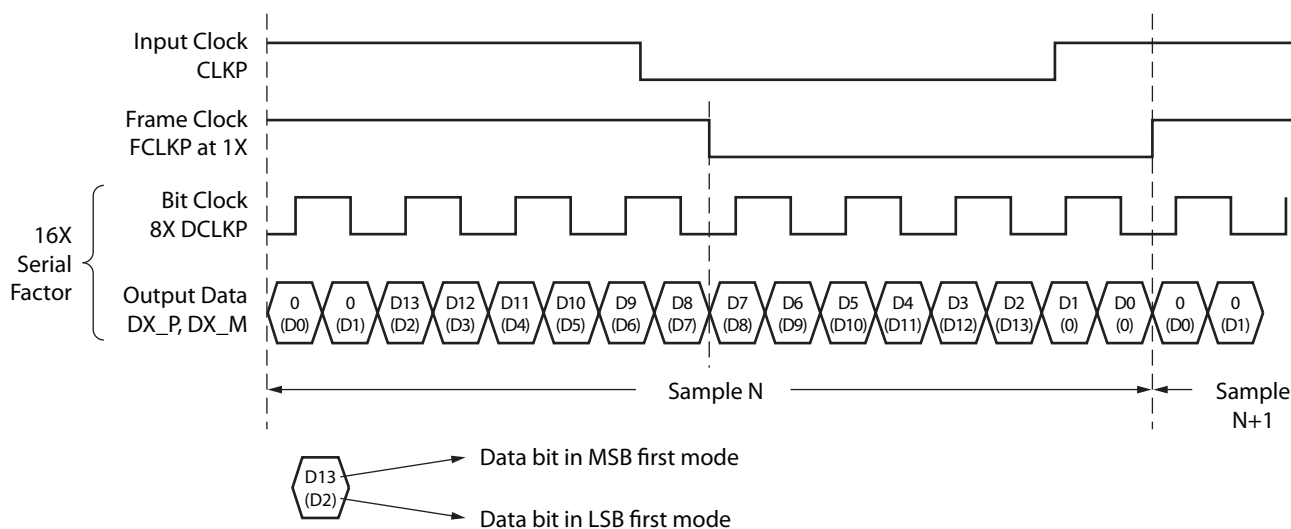 Input Clock
CLKP
Frame Clock
FCLKP at 1X
Bit Clock
8X DCLKP
16X
Serial
Factor
Output Data
DX_P, DX_M
0 0 D13 D12 D11 D10 D9 D8 D7 D6 D5 D4 D3 D2 D1 D0 0 0
(D0) (D1) (D2) (D3) (D4) (D5) (D6) (D7) (D8) (D9) (D10) (D11) (D12) (D13) (0) (0) (D0) (D1)
Sample N
Sample
N+1
D13
(D2)
Data bit in MSB first mode
Data bit in LSB first mode